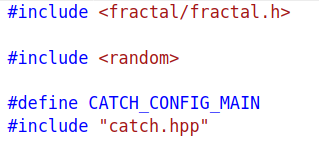 #include <fractal/fractal.h>
#include <random>
#define CATCH_CONFIG_MAIN
#include "catch.hpp"